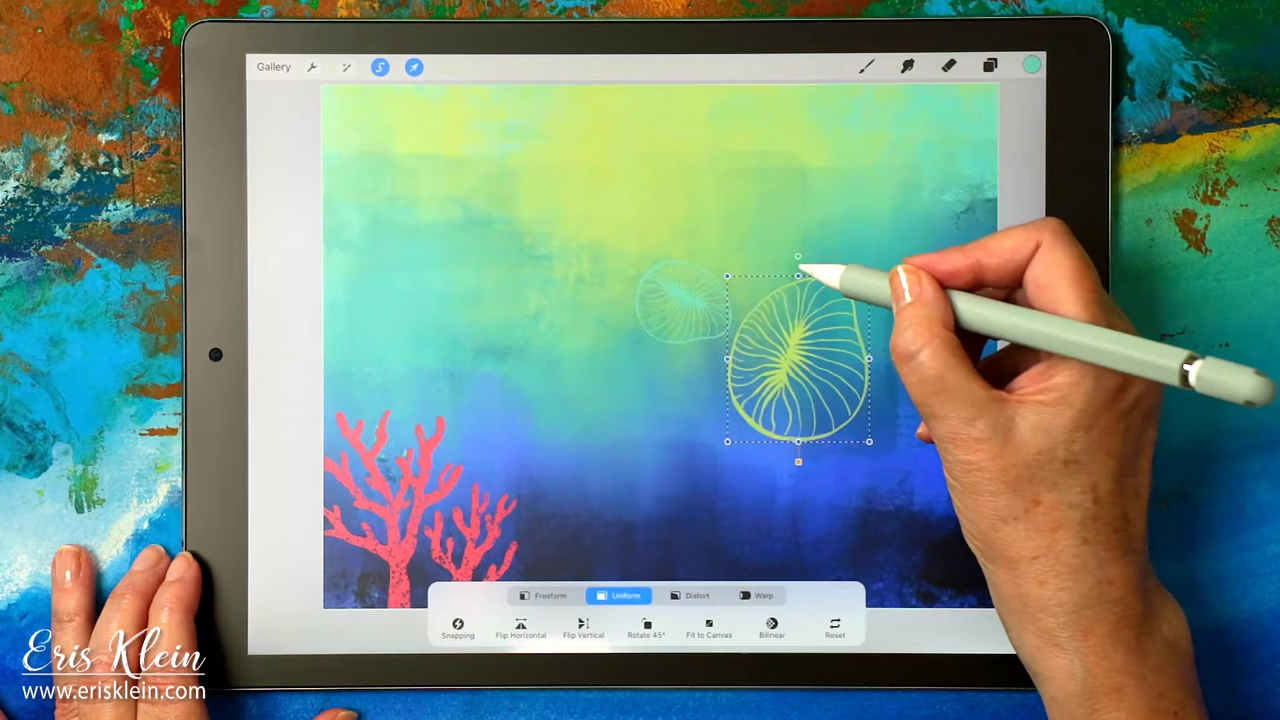 Gallery
Freeform Uniform Distort Warp
Snapping Flip Horizontal Flip Vertical Rotate 45° Fit to Canvas Bilinear Reset
Eris Klein
www.erisklein.com